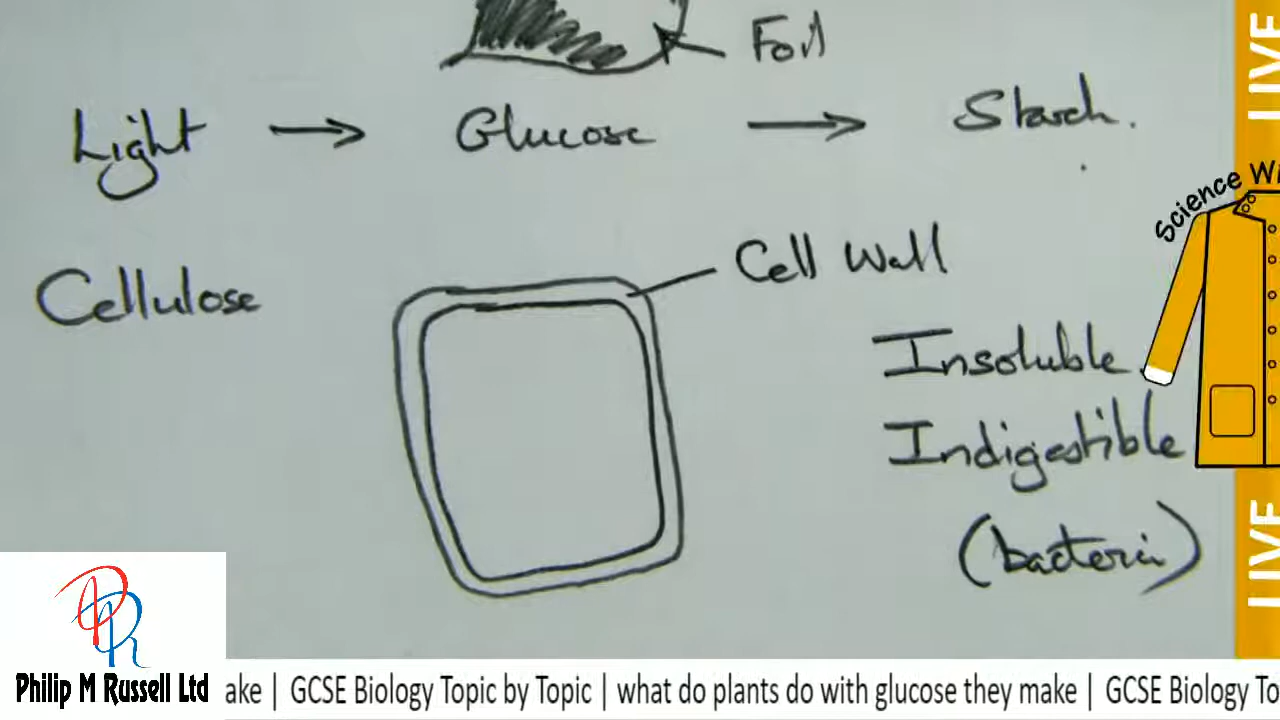 Foil
Light → Glucose → Starch.
Cellulose
Cell Wall
Insoluble
Indigestible
(bacteria)
LIVE
LIVE
Science Wi
Philip M Russell Ltd
ake | GCSE Biology Topic by Topic | what do plants do with glucose they make | GCSE Biology To